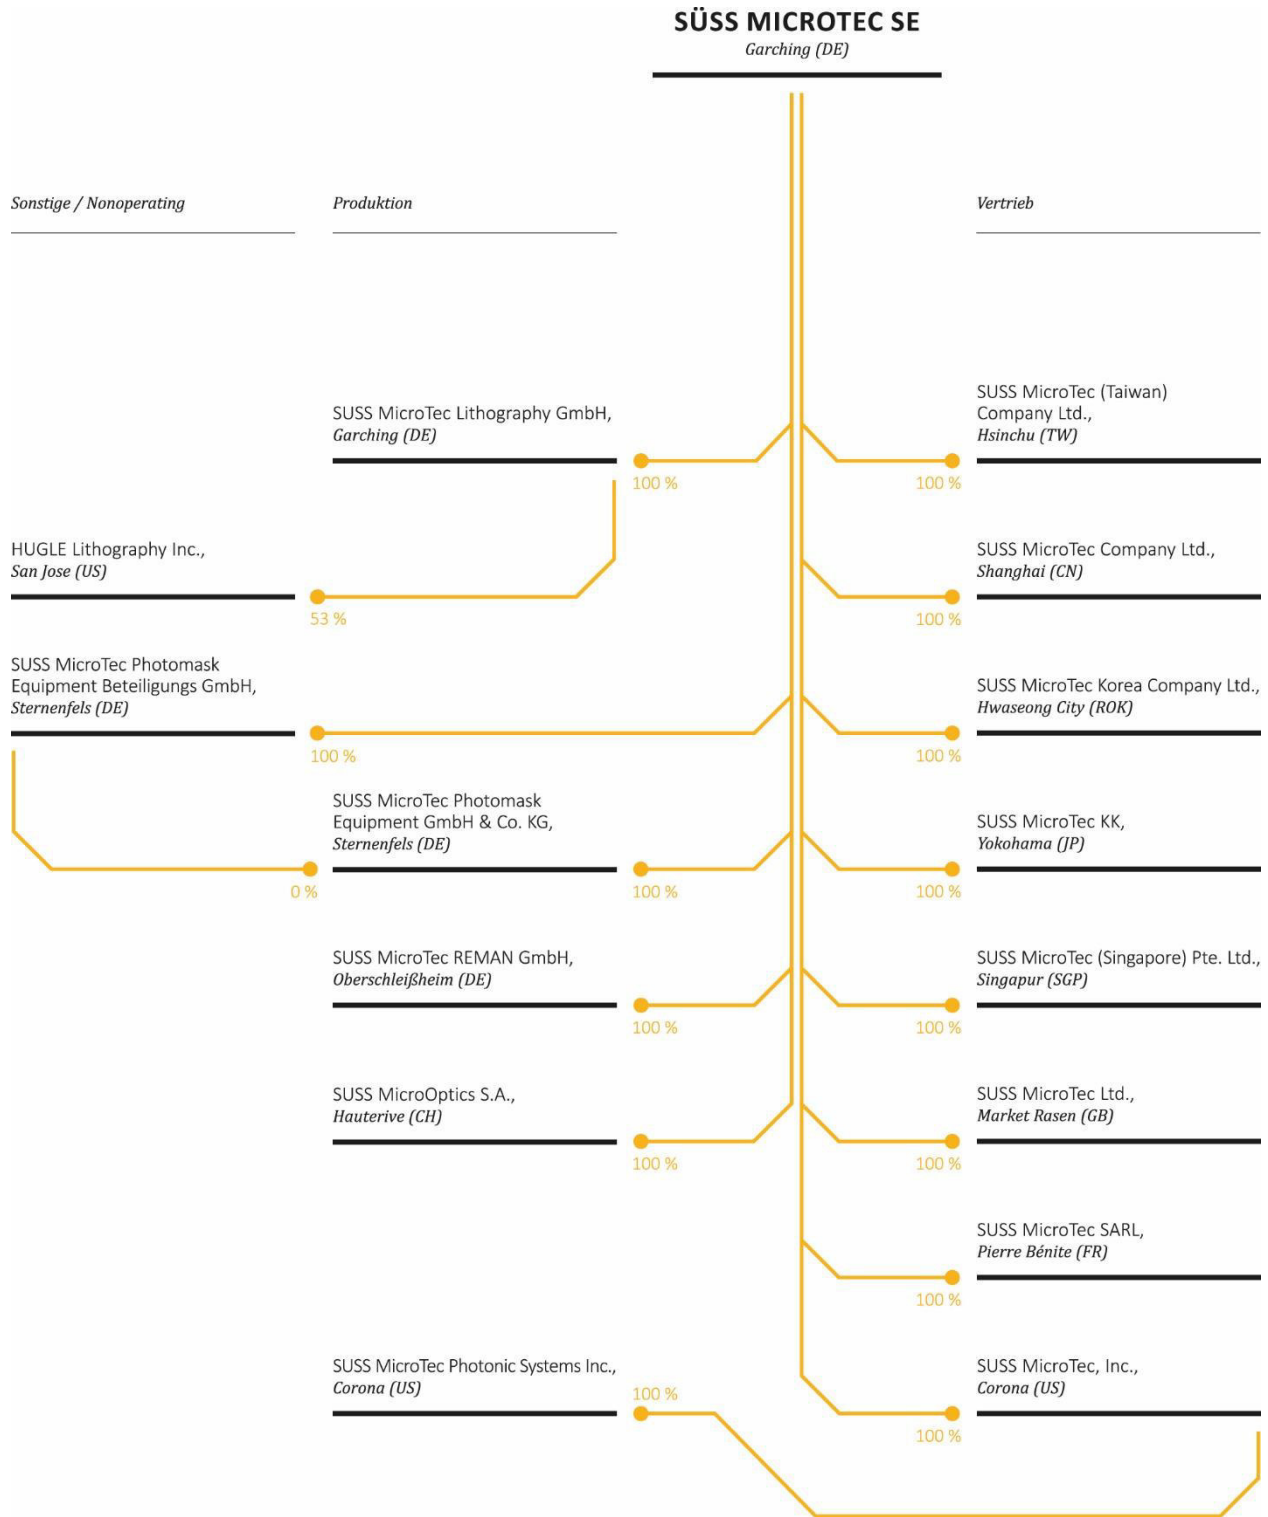 SÜSS MICROTEC SE
Garching (DE)
Sonstige / Nonoperating
Produktion
Vertrieb
SUSS MicroTec Lithography GmbH,
Garching (DE)
100 %
SUSS MicroTec (Taiwan)
Company Ltd.,
Hsinchu (TW)
100 %
HUGLE Lithography Inc.,
San Jose (US)
53 %
SUSS MicroTec Company Ltd.,
Shanghai (CN)
100 %
SUSS MicroTec Photomask
Equipment Beteiligungs GmbH,
Sternenfels (DE)
100 %
SUSS MicroTec Korea Company Ltd.,
Hwaseong City (ROK)
100 %
SUSS MicroTec Photomask
Equipment GmbH & Co. KG,
Sternenfels (DE)
0 %
100 %
SUSS MicroTec KK,
Yokohama (JP)
100 %
SUSS MicroTec REMAN GmbH,
Oberschleißheim (DE)
100 %
SUSS MicroTec (Singapore) Pte. Ltd.,
Singapur (SGP)
100 %
SUSS MicroOptics S.A.,
Hauterive (CH)
100 %
SUSS MicroTec Ltd.,
Market Rasen (GB)
100 %
SUSS MicroTec SARL,
Pierre Bénite (FR)
100 %
SUSS MicroTec Photonic Systems Inc.,
Corona (US)
100 %
SUSS MicroTec, Inc.,
Corona (US)
100 %